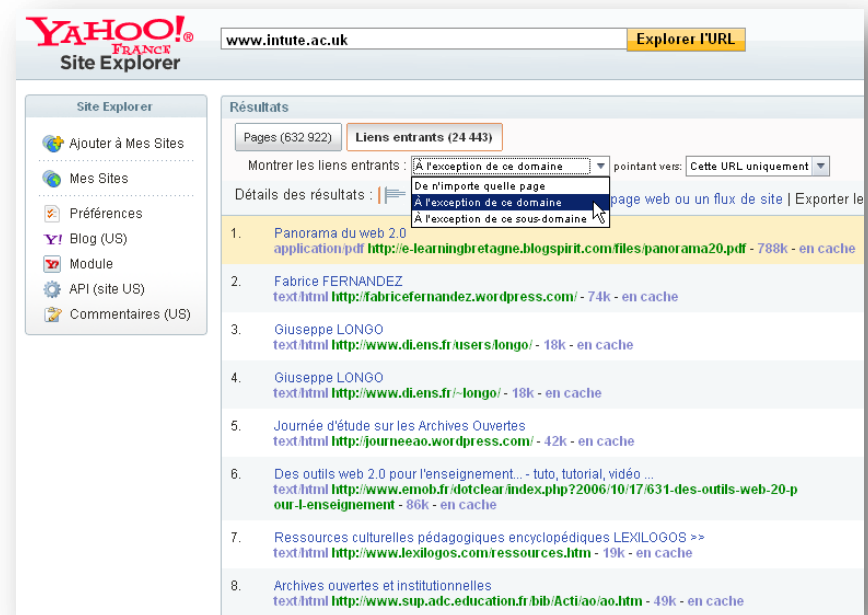 YAHOO!®
FRANCE
Site Explorer
www.intute.ac.uk
Explorer l'URL
Site Explorer
Ajouter à Mes Sites
Mes Sites
Préférences
Y! Blog (US)
Module
API (site US)
Commentaires (US)
Résultats
Pages (632 922) Liens entrants (24 443)
Montrer les liens entrants : À l'exception de ce domaine pointant vers: Cette URL uniquement
De n'importe quelle page
À l'exception de ce domaine
À l'exception de ce sous-domaine
Détails des résultats : page web ou un flux de site | Exporter le
1. Panorama du web 2.0
application/pdf http://e-learningbretagne.blogspirit.com/files/panorama20.pdf - 788k - en cache
2. Fabrice FERNANDEZ
text/html http://fabricefernandez.wordpress.com/ - 74k - en cache
3. Giuseppe LONGO
text/html http://www.di.ens.fr/users/longo/ - 18k - en cache
4. Giuseppe LONGO
text/html http://www.di.ens.fr/~longo/ - 18k - en cache
5. Journée d'étude sur les Archives Ouvertes
text/html http://journeeao.wordpress.com/ - 42k - en cache
6. Des outils web 2.0 pour l'enseignement... - tuto, tutorial, vidéo ...
text/html http://www.emob.fr/dotclear/index.php?2006/10/17/631-des-outils-web-20-p
our-l-enseignement - 86k - en cache
7. Ressources culturelles pédagogiques encyclopédiques LEXILOGOS >>
text/html http://www.lexilogos.com/ressources.htm - 19k - en cache
8. Archives ouvertes et institutionnelles
text/html http://www.sup.adc.education.fr/bib/Acti/ao/ao.htm - 49k - en cache